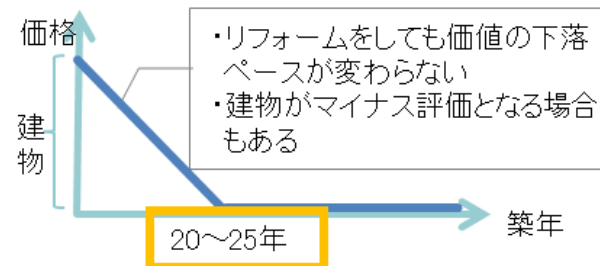 価格
・リフォームをしても価値の下落
ペースが変わらない
・建物がマイナス評価となる場合
もある
建
物
20～25年
築年